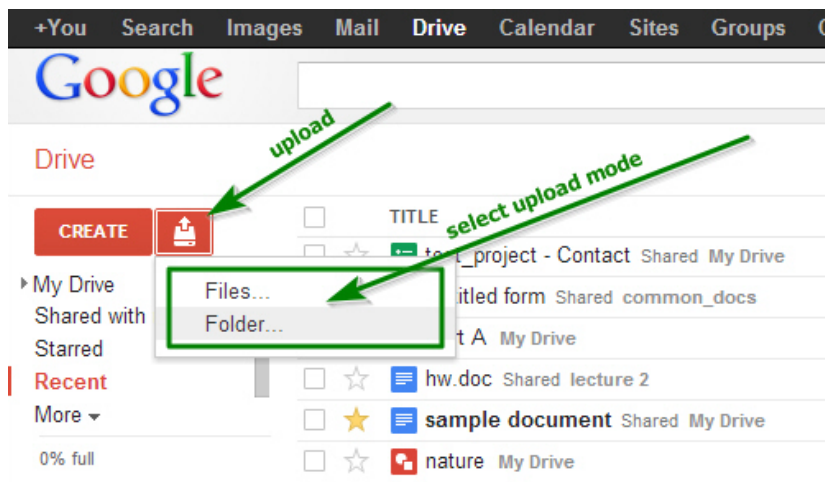 +You Search Images Mail Drive Calendar Sites Groups
Google
upload
select upload mode
Drive
CREATE
TITLE
project - Contact Shared My Drive
My Drive
Files...
itled form Shared common_docs
Shared with
Folder...
Starred
t A My Drive
Recent
hw.doc Shared lecture 2
More
sample document Shared My Drive
0% full
nature My Drive